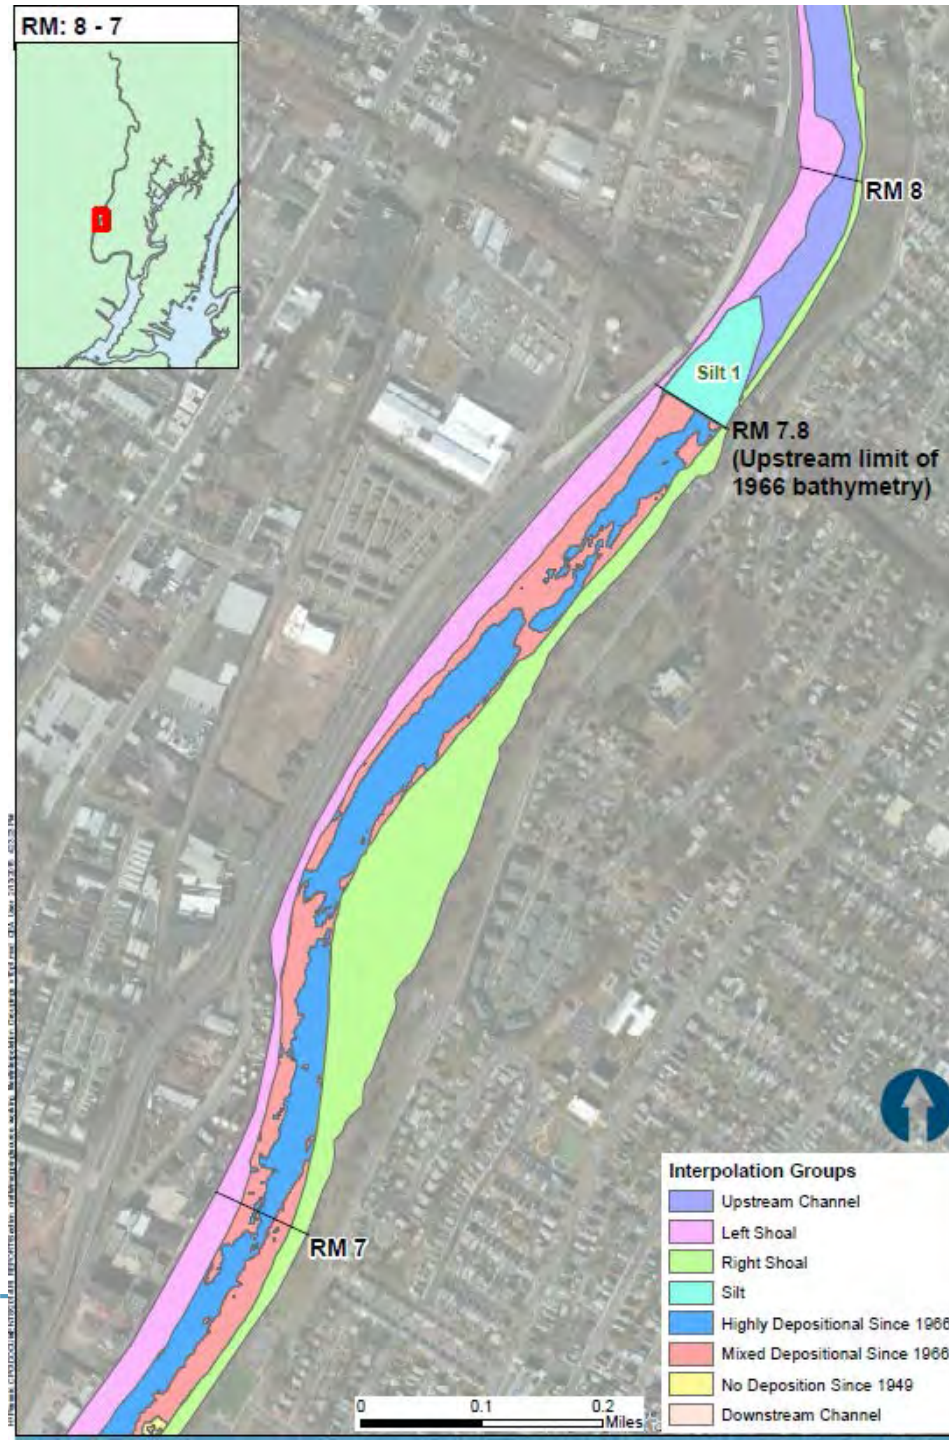 RM: 8 - 7
RM 8
Silt 1
RM 7.8
(Upstream limit of
1966 bathymetry)
RM 7
Interpolation Groups
Upstream Channel
Left Shoal
Right Shoal
Silt
Highly Depositional Since 1966
Mixed Depositional Since 1966
No Deposition Since 1949
Downstream Channel
0 0.1 0.2
Miles